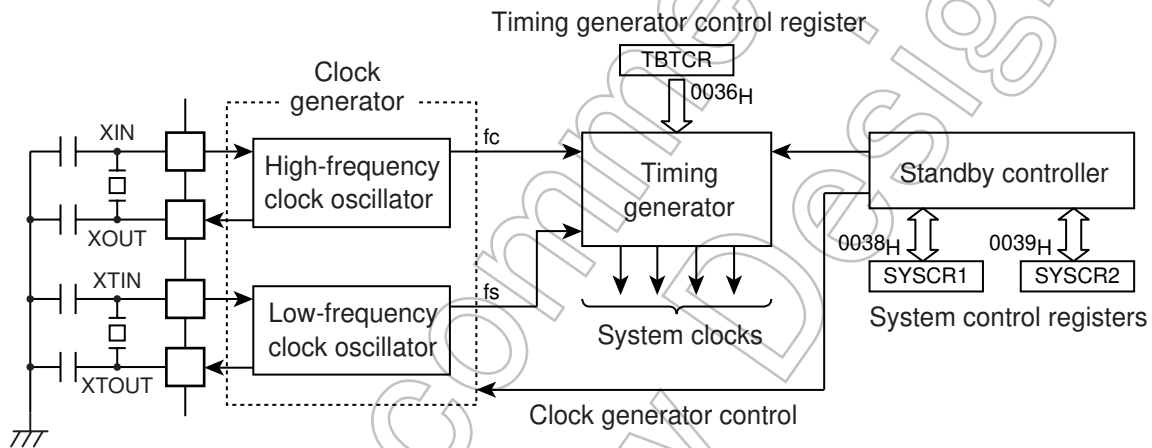 Timing generator control register
TBTCR
0036H
Clock
generator
XIN
XOUT
XTIN
XTOUT
High-frequency
clock oscillator
fc
Low-frequency
clock oscillator
fs
Timing
generator
System clocks
Standby controller
0038H
0039H
SYSCR1
SYSCR2
System control registers
Clock generator control